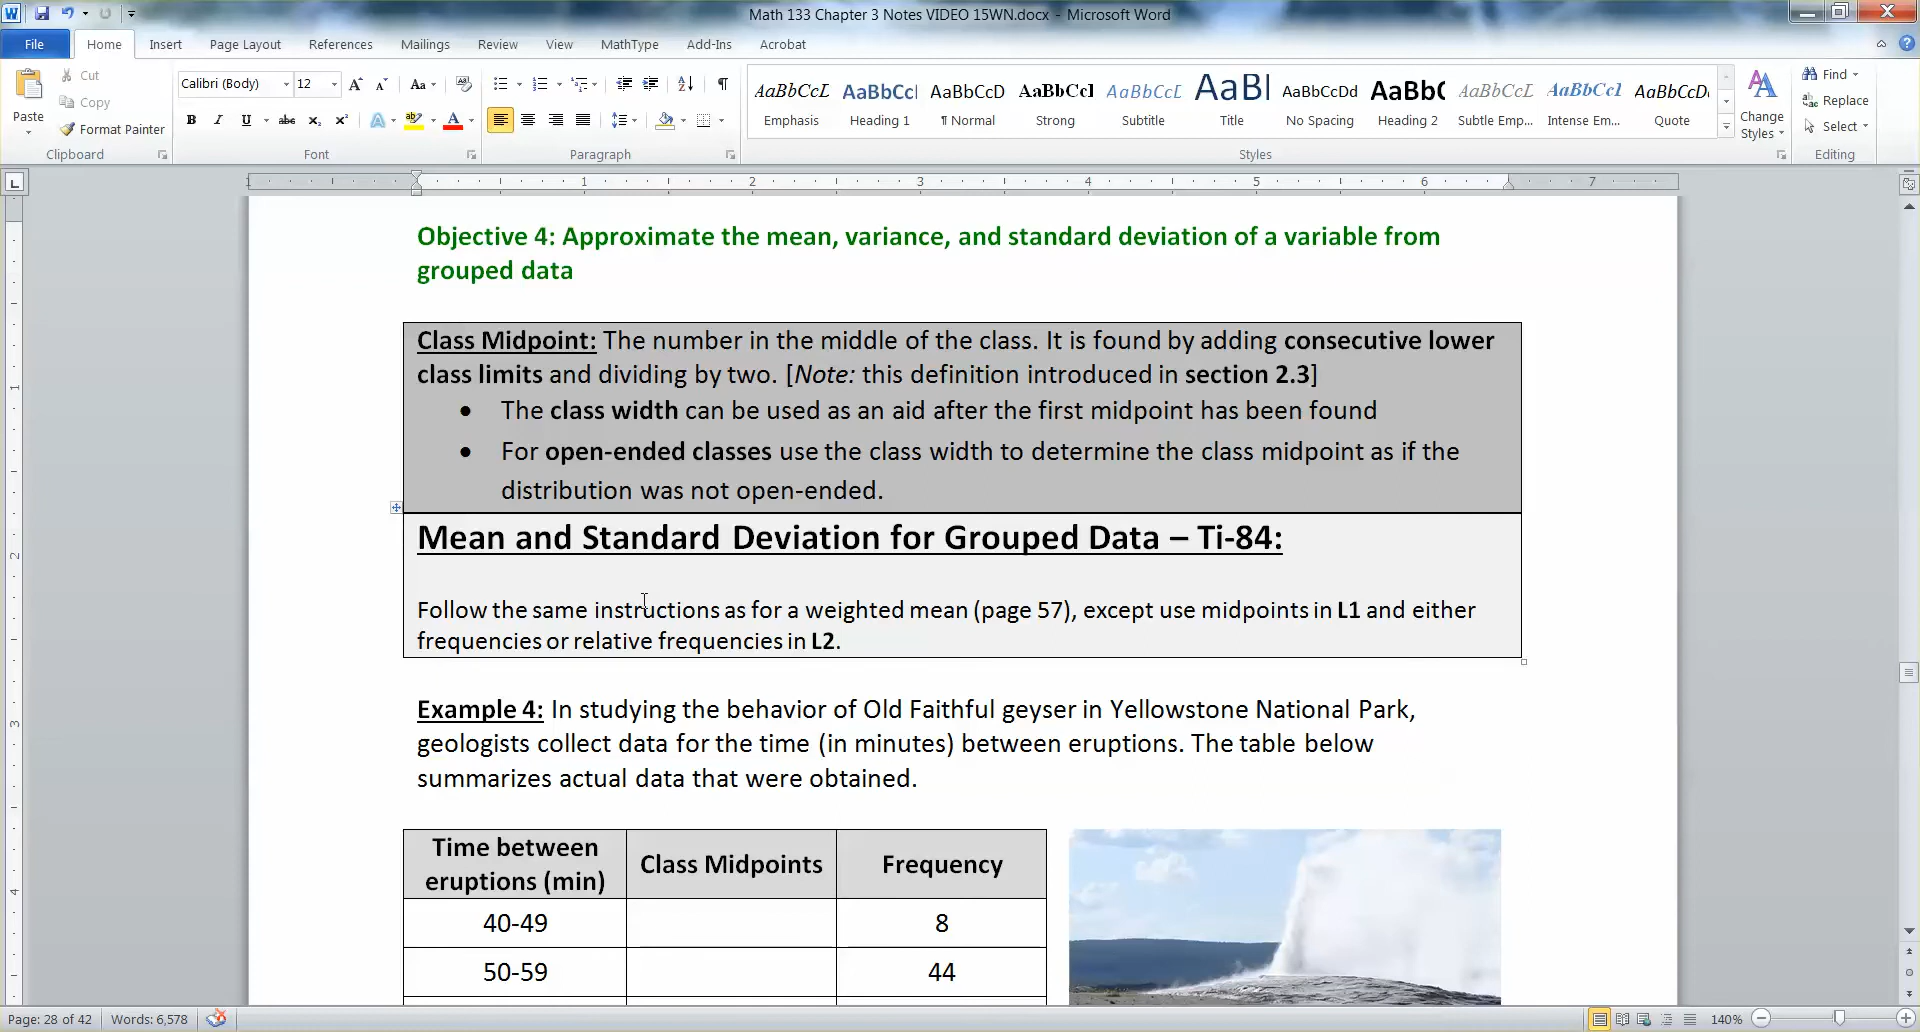 Math 133 Chapter 3 Notes VIDEO 15WN.docx - Microsoft Word
File Home Insert Page Layout References Mailings Review View MathType Add-Ins Acrobat
Paste
Cut
Copy
Format Painter
Clipboard
Calibri (Body) 12
Font
Paragraph
AaBbCcL AaBbCcI AaBbCcD AaBbCcI AaBbCcL AaBl AaBbCcDd AaBbC AaBbCcL AaBbCcI AaBbCcD
Emphasis Heading 1 ¶ Normal Strong Subtitle Title No Spacing Heading 2 Subtle Emp... Intense Em... Quote
Styles
Change Styles
Find
Replace
Select
Editing
1 1 2 3 4 5 6 7
Objective 4: Approximate the mean, variance, and standard deviation of a variable from
grouped data
Class Midpoint: The number in the middle of the class. It is found by adding consecutive lower
class limits and dividing by two. [Note: this definition introduced in section 2.3]
• The class width can be used as an aid after the first midpoint has been found
• For open-ended classes use the class width to determine the class midpoint as if the
distribution was not open-ended.
Mean and Standard Deviation for Grouped Data – Ti-84:
Follow the same instructions as for a weighted mean (page 57), except use midpoints in L1 and either
frequencies or relative frequencies in L2.
Example 4: In studying the behavior of Old Faithful geyser in Yellowstone National Park,
geologists collect data for the time (in minutes) between eruptions. The table below
summarizes actual data that were obtained.
Time between
eruptions (min) Class Midpoints Frequency
40-49 8
50-59 44
Page: 28 of 42 Words: 6,578 140%